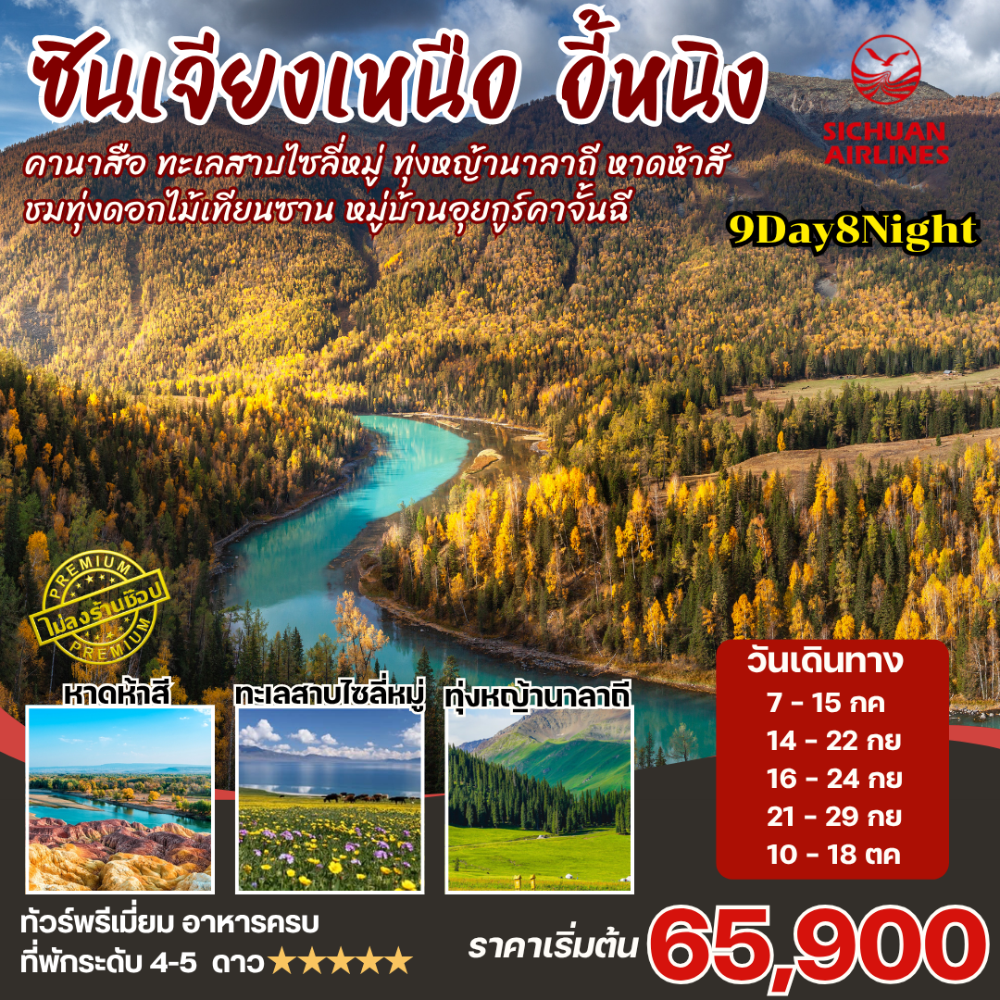 ซินเจียงเหนือ อี้หนิง
SICHUAN
AIRLINES
คานาสือ ทะเลสาบไซลี่หมู่ ทุ่งหญ้านาลาถี หาดห้าสี
ชมทุ่งดอกไม้เทียนซาน หมู่บ้านอุยกูร์คาจั้นฉี
9Day8Night
PREMIUM
ไม่ลงร้านช๊อป
PREMIUM
หาดห้าสี
ทะเลสาบไซลี่หมู่
ทุ่งหญ้านาลาถี
วันเดินทาง
7 - 15 กค
14 - 22 กย
16 - 24 กย
21 - 29 กย
10 - 18 ตค
ทัวร์พรีเมี่ยม อาหารครบ
ที่พักระดับ 4-5 ดาว
ราคาเริ่มต้น 65,900